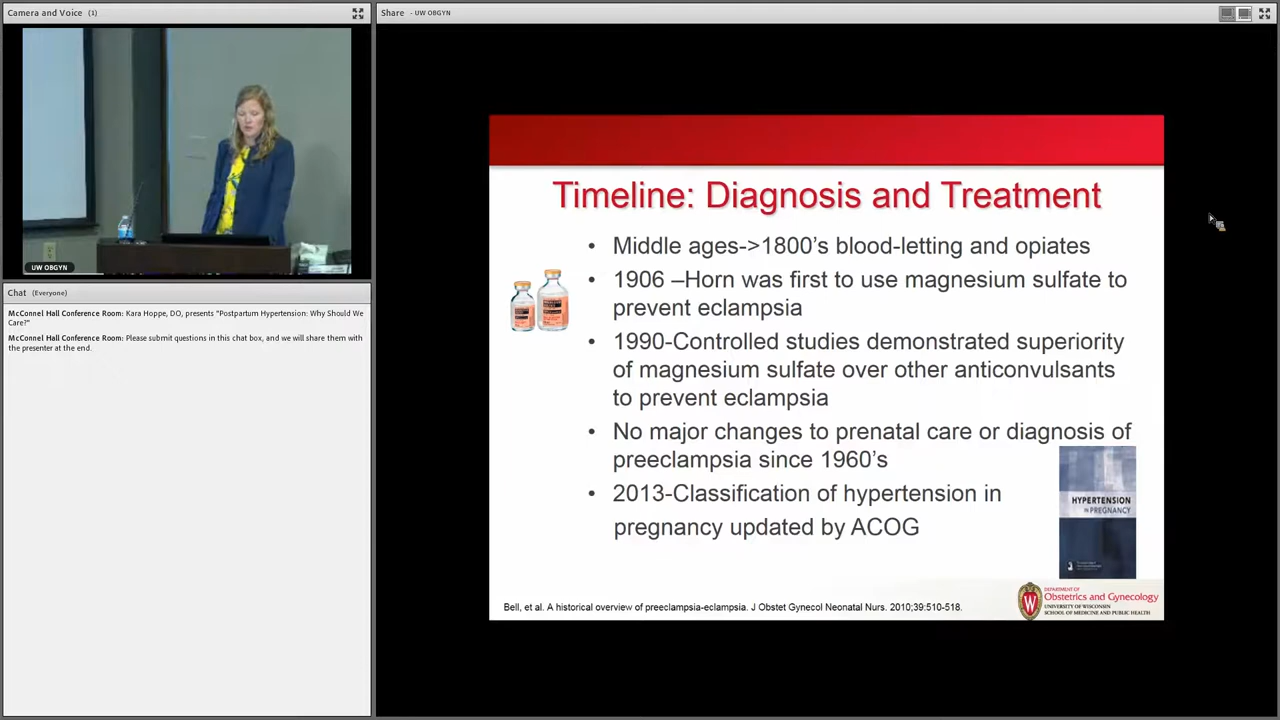 Camera and Voice (1)
UW OBGYN
Chat (Everyone)
McConnel Hall Conference Room: Kara Hoppe, DO, presents "Postpartum Hypertension: Why Should We
Care?"
McConnel Hall Conference Room: Please submit questions in this chat box, and we will share them with
the presenter at the end.
Share - UW OBGYN
Timeline: Diagnosis and Treatment
• Middle ages->1800’s blood-letting and opiates
• 1906 –Horn was first to use magnesium sulfate to
prevent eclampsia
• 1990-Controlled studies demonstrated superiority
of magnesium sulfate over other anticonvulsants
to prevent eclampsia
• No major changes to prenatal care or diagnosis of
preeclampsia since 1960’s
• 2013-Classification of hypertension in
pregnancy updated by ACOG
HYPERTENSION
IN PREGNANCY
Bell, et al. A historical overview of preeclampsia-eclampsia. J Obstet Gynecol Neonatal Nurs. 2010;39:510-518.
W
DEPARTMENT OF
Obstetrics and Gynecology
UNIVERSITY OF WISCONSIN
SCHOOL OF MEDICINE AND PUBLIC HEALTH